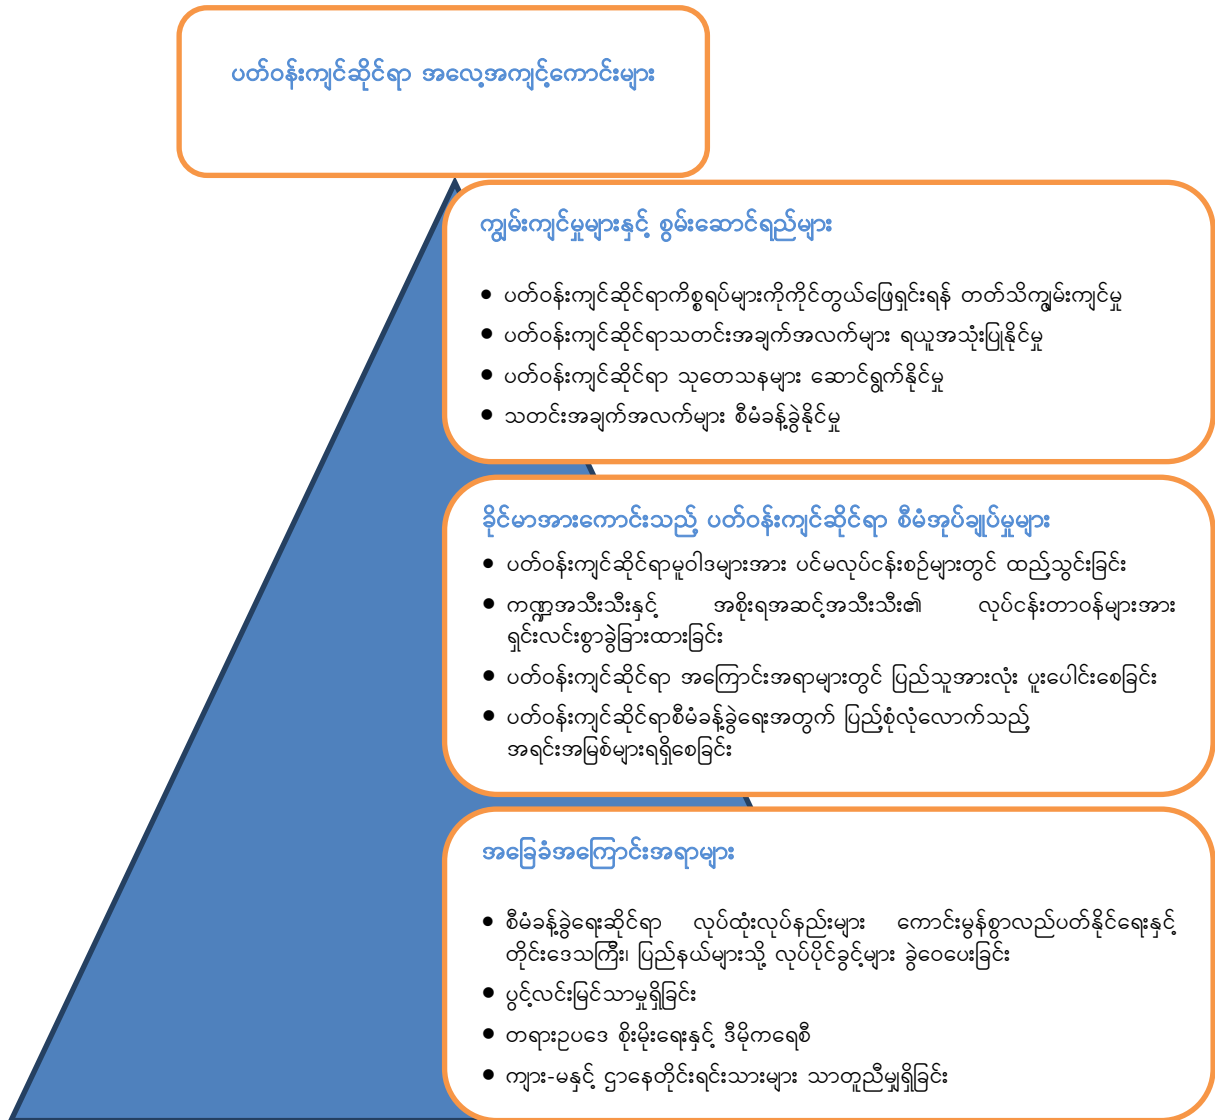 ပတ်ဝန်းကျင်ဆိုင်ရာ အလေ့အကျင့်ကောင်းများ
ကျွမ်းကျင်မှုများနှင့် စွမ်းဆောင်ရည်များ
● ပတ်ဝန်းကျင်ဆိုင်ရာကိစ္စရပ်များကိုကိုင်တွယ်ဖြေရှင်းရန် တတ်သိကျွမ်းကျင်မှု
● ပတ်ဝန်းကျင်ဆိုင်ရာသတင်းအချက်အလက်များ ရယူအသုံးပြုနိုင်မှု
● ပတ်ဝန်းကျင်ဆိုင်ရာ သုတေသနများ ဆောင်ရွက်နိုင်မှု
● သတင်းအချက်အလက်များ စီမံခန့်ခွဲနိုင်မှု
ခိုင်မာအားကောင်းသည့် ပတ်ဝန်းကျင်ဆိုင်ရာ စီမံအုပ်ချုပ်မှုများ
● ပတ်ဝန်းကျင်ဆိုင်ရာမူဝါဒများအား ပင်မလုပ်ငန်းစဉ်များတွင် ထည့်သွင်းခြင်း
● ကဏ္ဍအသီးသီးနှင့် အစိုးရအဆင့်အသီးသီး၏ လုပ်ငန်းတာဝန်များအား
ရှင်းလင်းစွာခွဲခြားထားခြင်း
● ပတ်ဝန်းကျင်ဆိုင်ရာ အကြောင်းအရာများတွင် ပြည်သူအားလုံး ပူးပေါင်းစေခြင်း
● ပတ်ဝန်းကျင်ဆိုင်ရာစီမံခန့်ခွဲရေးအတွက် ပြည့်စုံလုံလောက်သည့်
အရင်းအမြစ်များရရှိစေခြင်း
အခြေခံအကြောင်းအရာများ
● စီမံခန့်ခွဲရေးဆိုင်ရာ လုပ်ထုံးလုပ်နည်းများ ကောင်းမွန်စွာလည်ပတ်နိုင်ရေးနှင့်
တိုင်းဒေသကြီး၊ ပြည်နယ်များသို့ လုပ်ပိုင်ခွင့်များ ခွဲဝေပေးခြင်း
● ပွင့်လင်းမြင်သာမှုရှိခြင်း
● တရားဥပဒေ စိုးမိုးရေးနှင့် ဒီမိုကရေစီ
● ကျား-မနှင့် ဌာနေတိုင်းရင်းသားများ သာတူညီမျှရှိခြင်း